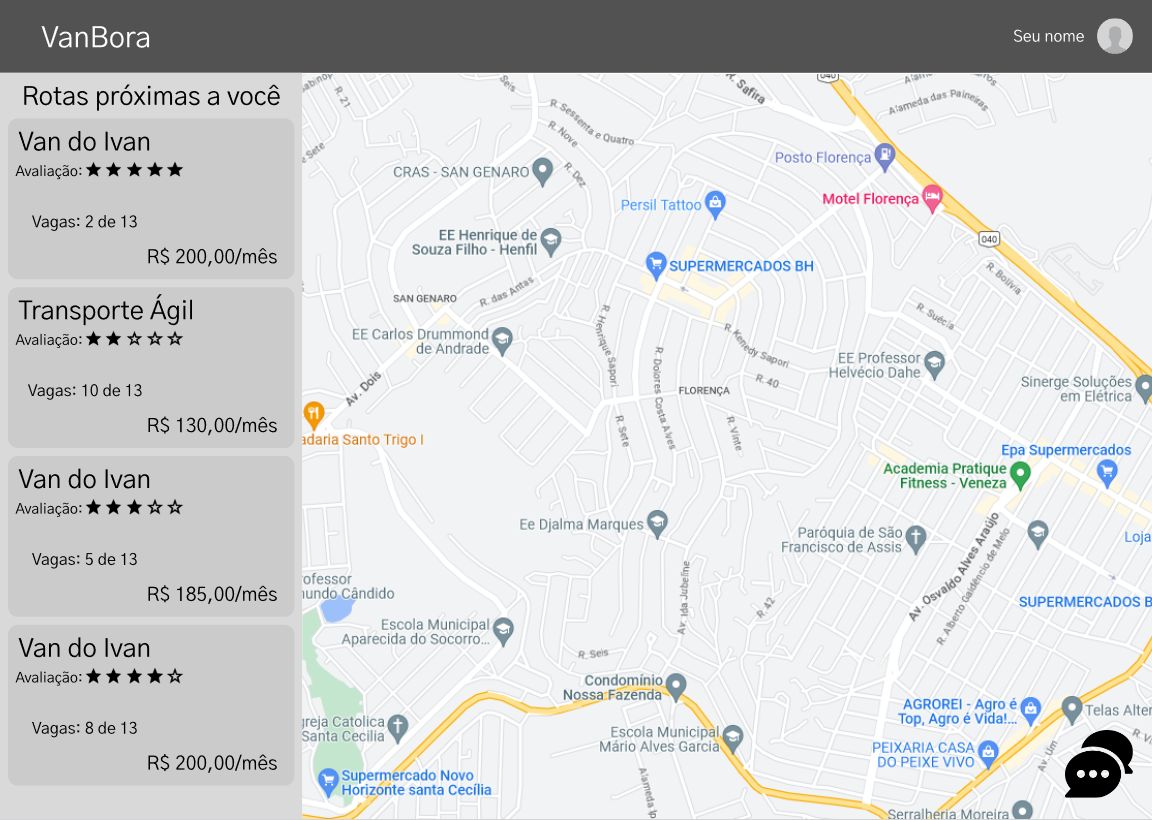 VanBora
Seu nome
Rotas próximas a você
Van do Ivan
Avaliação:
Vagas: 2 de 13
R$ 200,00/mês
Transporte Ágil
Avaliação:
Vagas: 10 de 13
R$ 130,00/mês
Van do Ivan
Avaliação:
Vagas: 5 de 13
R$ 185,00/mês
Van do Ivan
Avaliação:
Vagas: 8 de 13
R$ 200,00/mês
040
R. Safira
Alameda das Paineiras
R. 21
Seis
R. Sessenta e Quatro
R. Nove
R. Dez
Posto Florença
CRAS - SAN GENARO
Motel Florença
Persil Tattoo
EE Henrique de
Souza Filho - Henfil
040
SUPERMERCADOS BH
R. Bolívia
R. das Antas
SAN GENARO
R. Suécia
EE Carlos Drummond
de Andrade
R. Henrique Sapori
R. Kenedy Sapori
EE Professor
Helvécio Dahe
R. 40
R. Dolores Costa Alves
FLORENÇA
Sinerge Soluções
em Elétrica
Av. Dois
R. Sete
R. Vinte
adaria Santo Trigo I
Epa Supermercados
Academia Pratique
Fitness - Veneza
Ee Djalma Marques
Paróquia de São
Francisco de Assis
Loja
Av. Osvaldo Alves Araújo
R. Alberto Galdêncio de Melo
Av. Ida Jubeline
R. 42
ofessor
mundo Cândido
SUPERMERCADOS B
Escola Municipal
Aparecida do Socorro...
R. Seis
Condomínio
Nossa Fazenda
AGROREI - Agro é
Top, Agro é Vida!...
Telas Alter
greja Catolica
Santa Cecilia
Escola Municipal
Mário Alves Garcia
PEIXARIA CASA
DO PEIXE VIVO
Av. Um
Supermercado Novo
Horizonte santa Cecília
Alameda Ip
Serralheria Moreira